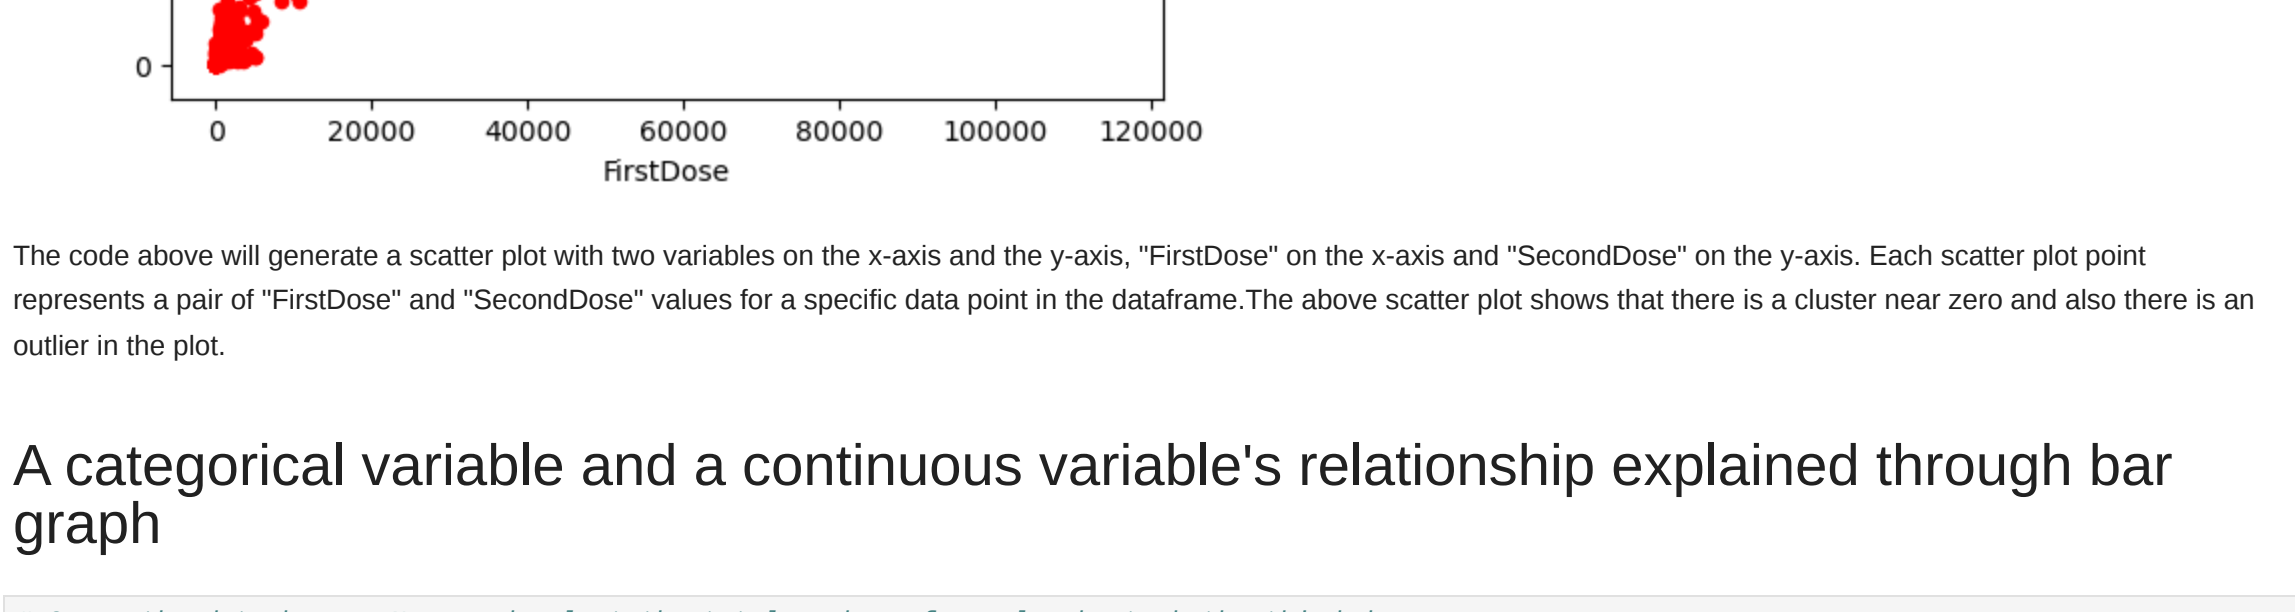 0
0 20000 40000 60000 80000 100000 120000
FirstDose
The code above will generate a scatter plot with two variables on the x-axis and the y-axis, "FirstDose" on the x-axis and "SecondDose" on the y-axis. Each scatter plot point
represents a pair of "FirstDose" and "SecondDose" values for a specific data point in the dataframe.The above scatter plot shows that there is a cluster near zero and also there is an
outlier in the plot.
A categorical variable and a continuous variable's relationship explained through bar
graph